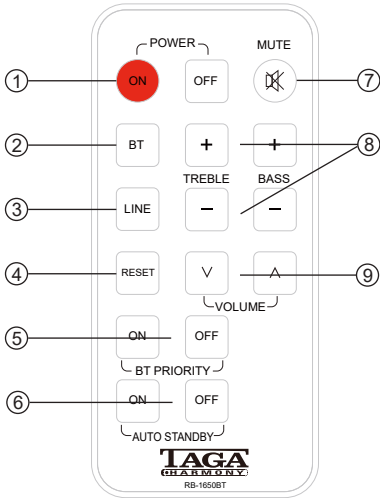 POWER
MUTE
① ON OFF ⑦
② BT + + ⑧
TREBLE BASS
③ LINE − −
④ RESET ∨ ∧ ⑨
VOLUME
⑤ ON OFF
BT PRIORITY
⑥ ON OFF
AUTO STANDBY
TAGA
HARMONY
RB-1650BT